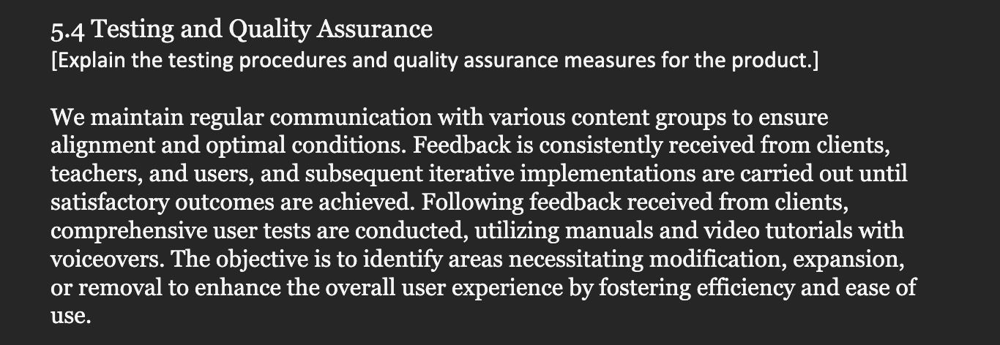 5.4 Testing and Quality Assurance
[Explain the testing procedures and quality assurance measures for the product.]
We maintain regular communication with various content groups to ensure
alignment and optimal conditions. Feedback is consistently received from clients,
teachers, and users, and subsequent iterative implementations are carried out until
satisfactory outcomes are achieved. Following feedback received from clients,
comprehensive user tests are conducted, utilizing manuals and video tutorials with
voiceovers. The objective is to identify areas necessitating modification, expansion,
or removal to enhance the overall user experience by fostering efficiency and ease of
use.